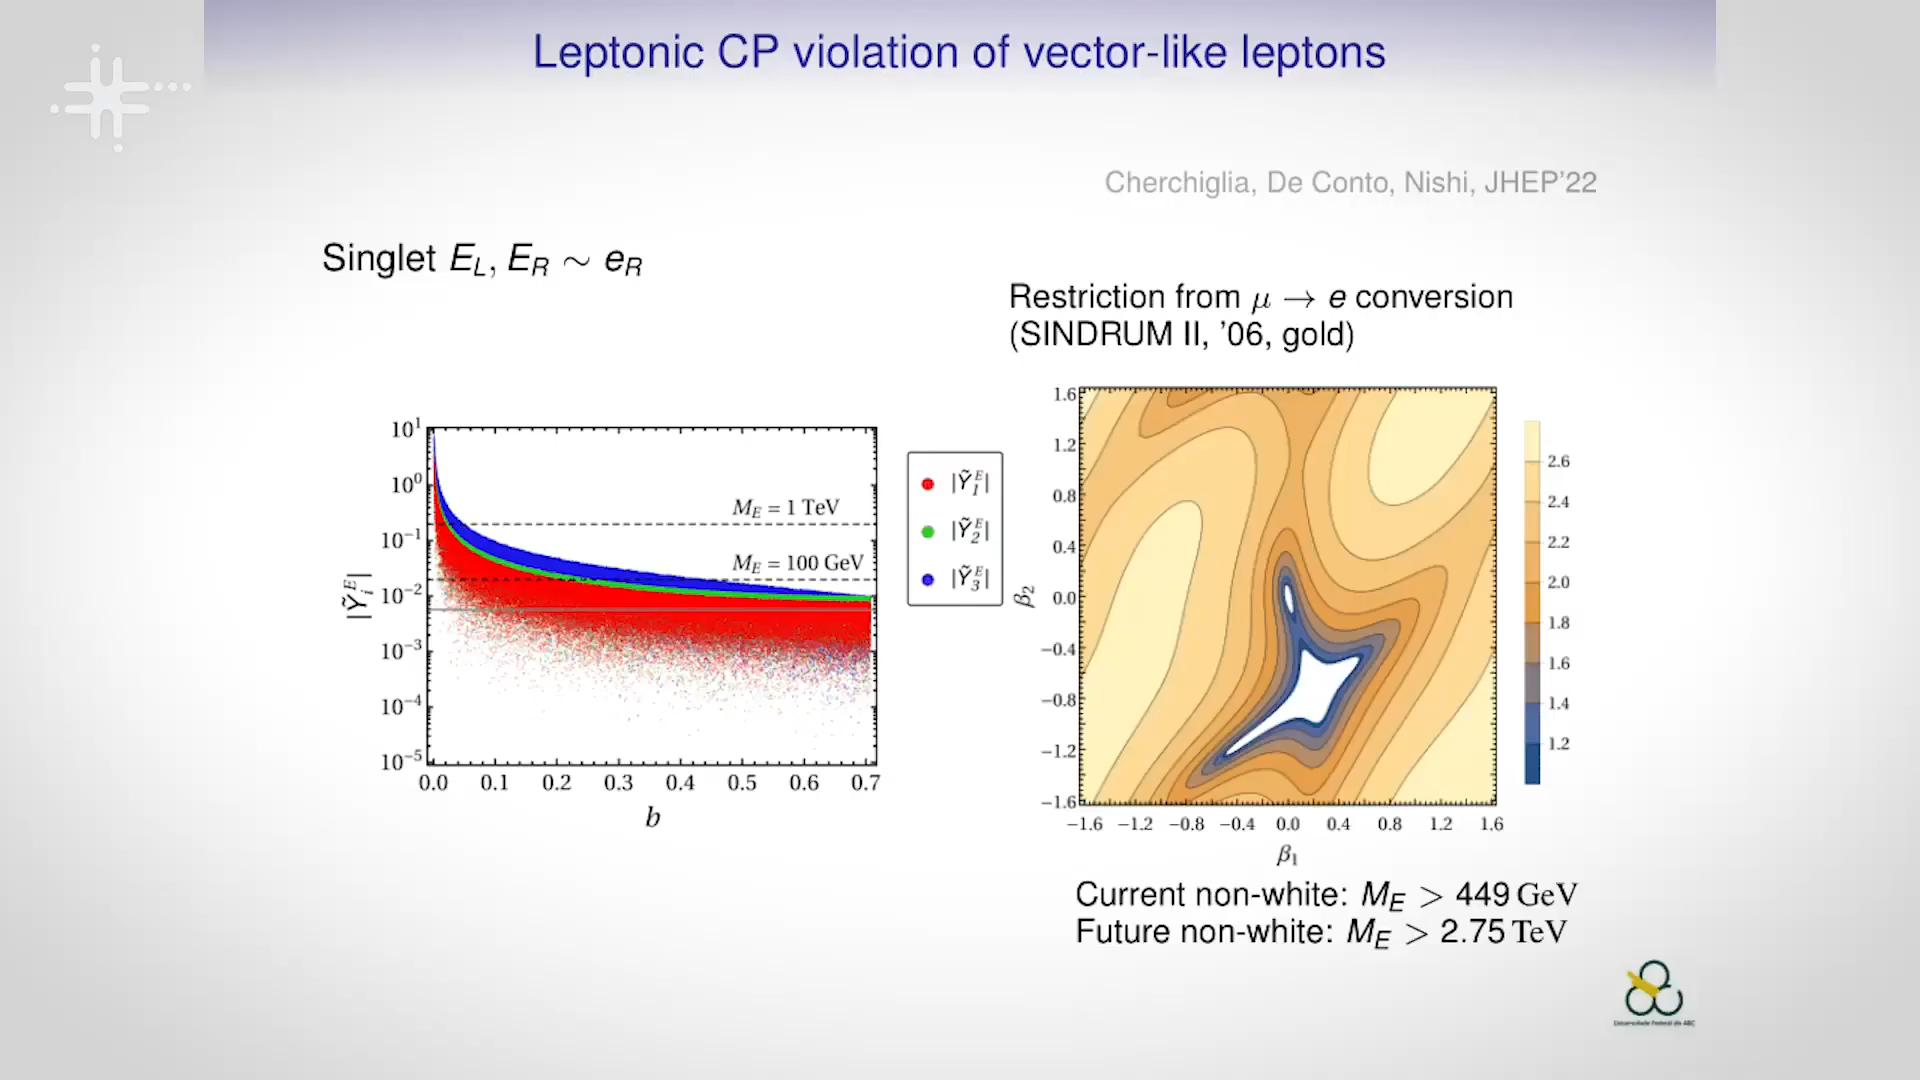 Leptonic CP violation of vector-like leptons
Cherchiglia, De Conto, Nishi, JHEP'22
Singlet E_L, E_R ∼ e_R
Restriction from μ → e conversion
(SINDRUM II, '06, gold)
10^1
10^0
10^−1
10^−2
10^−3
10^−4
10^−5
|Ỹ_i^E|
M_E = 1 TeV
M_E = 100 GeV
0.0 0.1 0.2 0.3 0.4 0.5 0.6 0.7
b
|Ỹ_1^E|
|Ỹ_2^E|
|Ỹ_3^E|
1.6
1.2
0.8
0.4
0.0
−0.4
−0.8
−1.2
−1.6
β_2
−1.6 −1.2 −0.8 −0.4 0.0 0.4 0.8 1.2 1.6
β_1
2.6
2.4
2.2
2.0
1.8
1.6
1.4
1.2
Current non-white: M_E > 449 GeV
Future non-white: M_E > 2.75 TeV
Universidade Federal do ABC